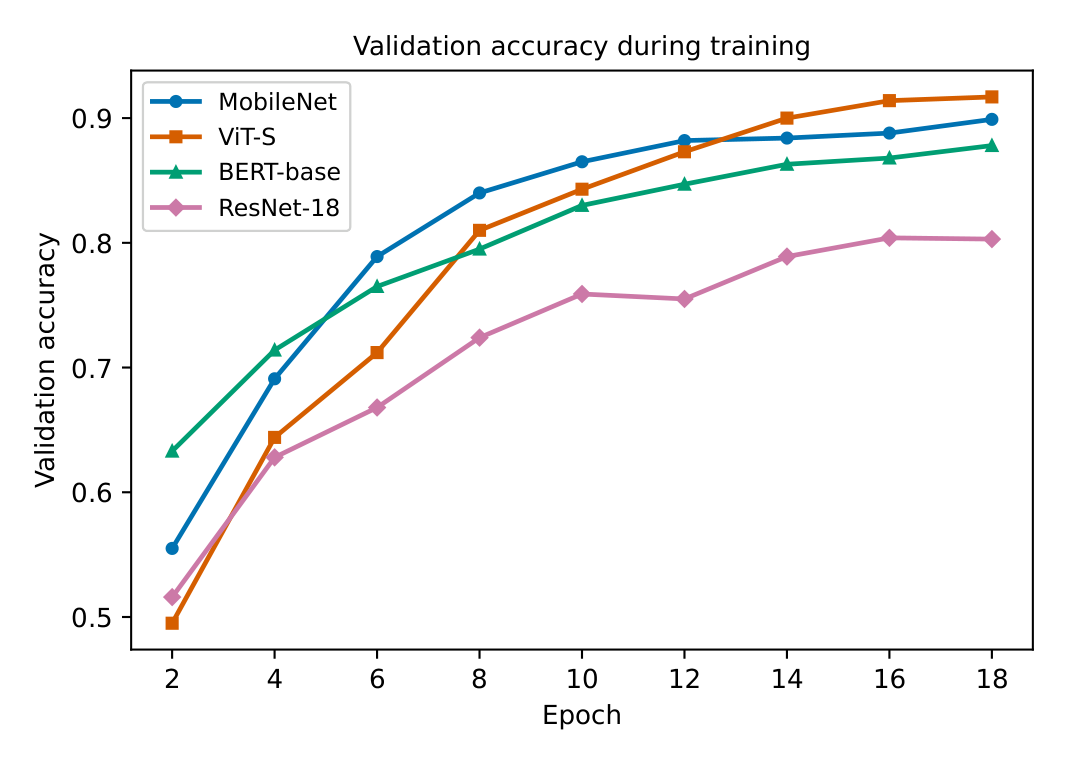 Validation accuracy during training
MobileNet
ViT-S
BERT-base
ResNet-18
Validation accuracy
0.9
0.8
0.7
0.6
0.5
2 4 6 8 10 12 14 16 18
Epoch